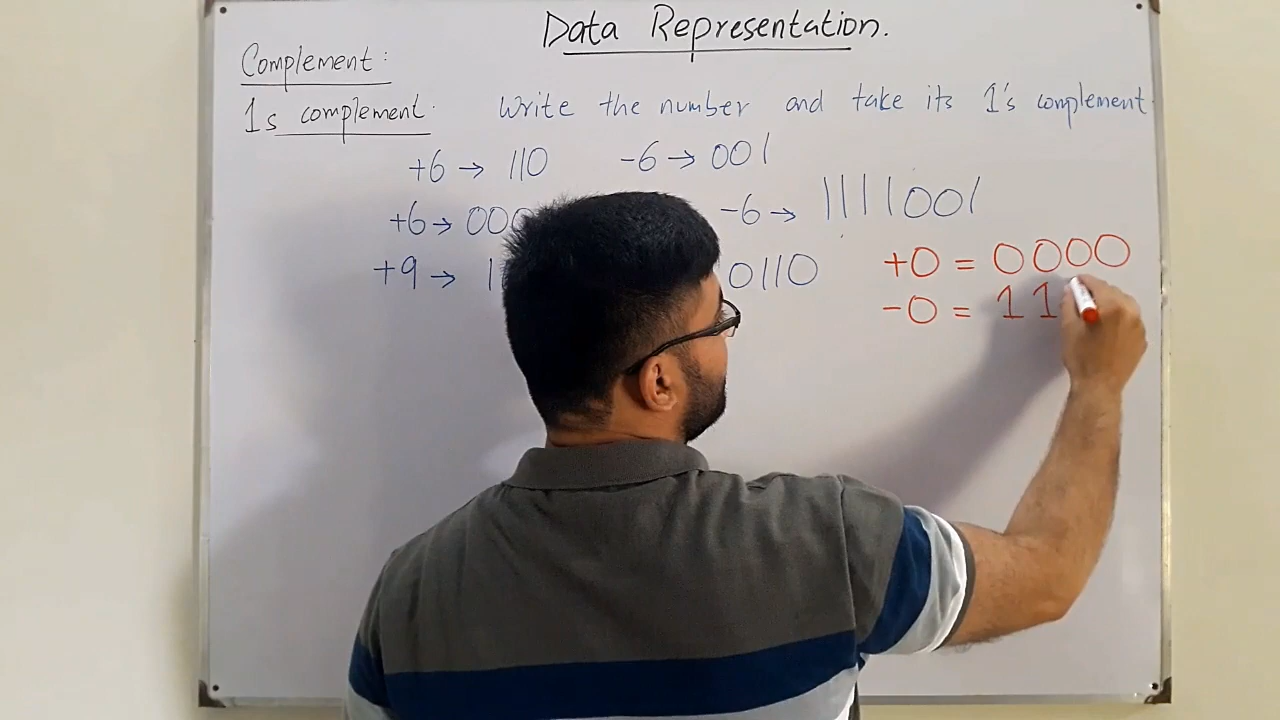 Data Representation.
Complement:
1s complement. Write the number and take its 1's complement
+6 → 110 -6 → 001
+6 → 000 -6 → 1111001
+9 → 1 0110
+0 = 0000
-0 = 11